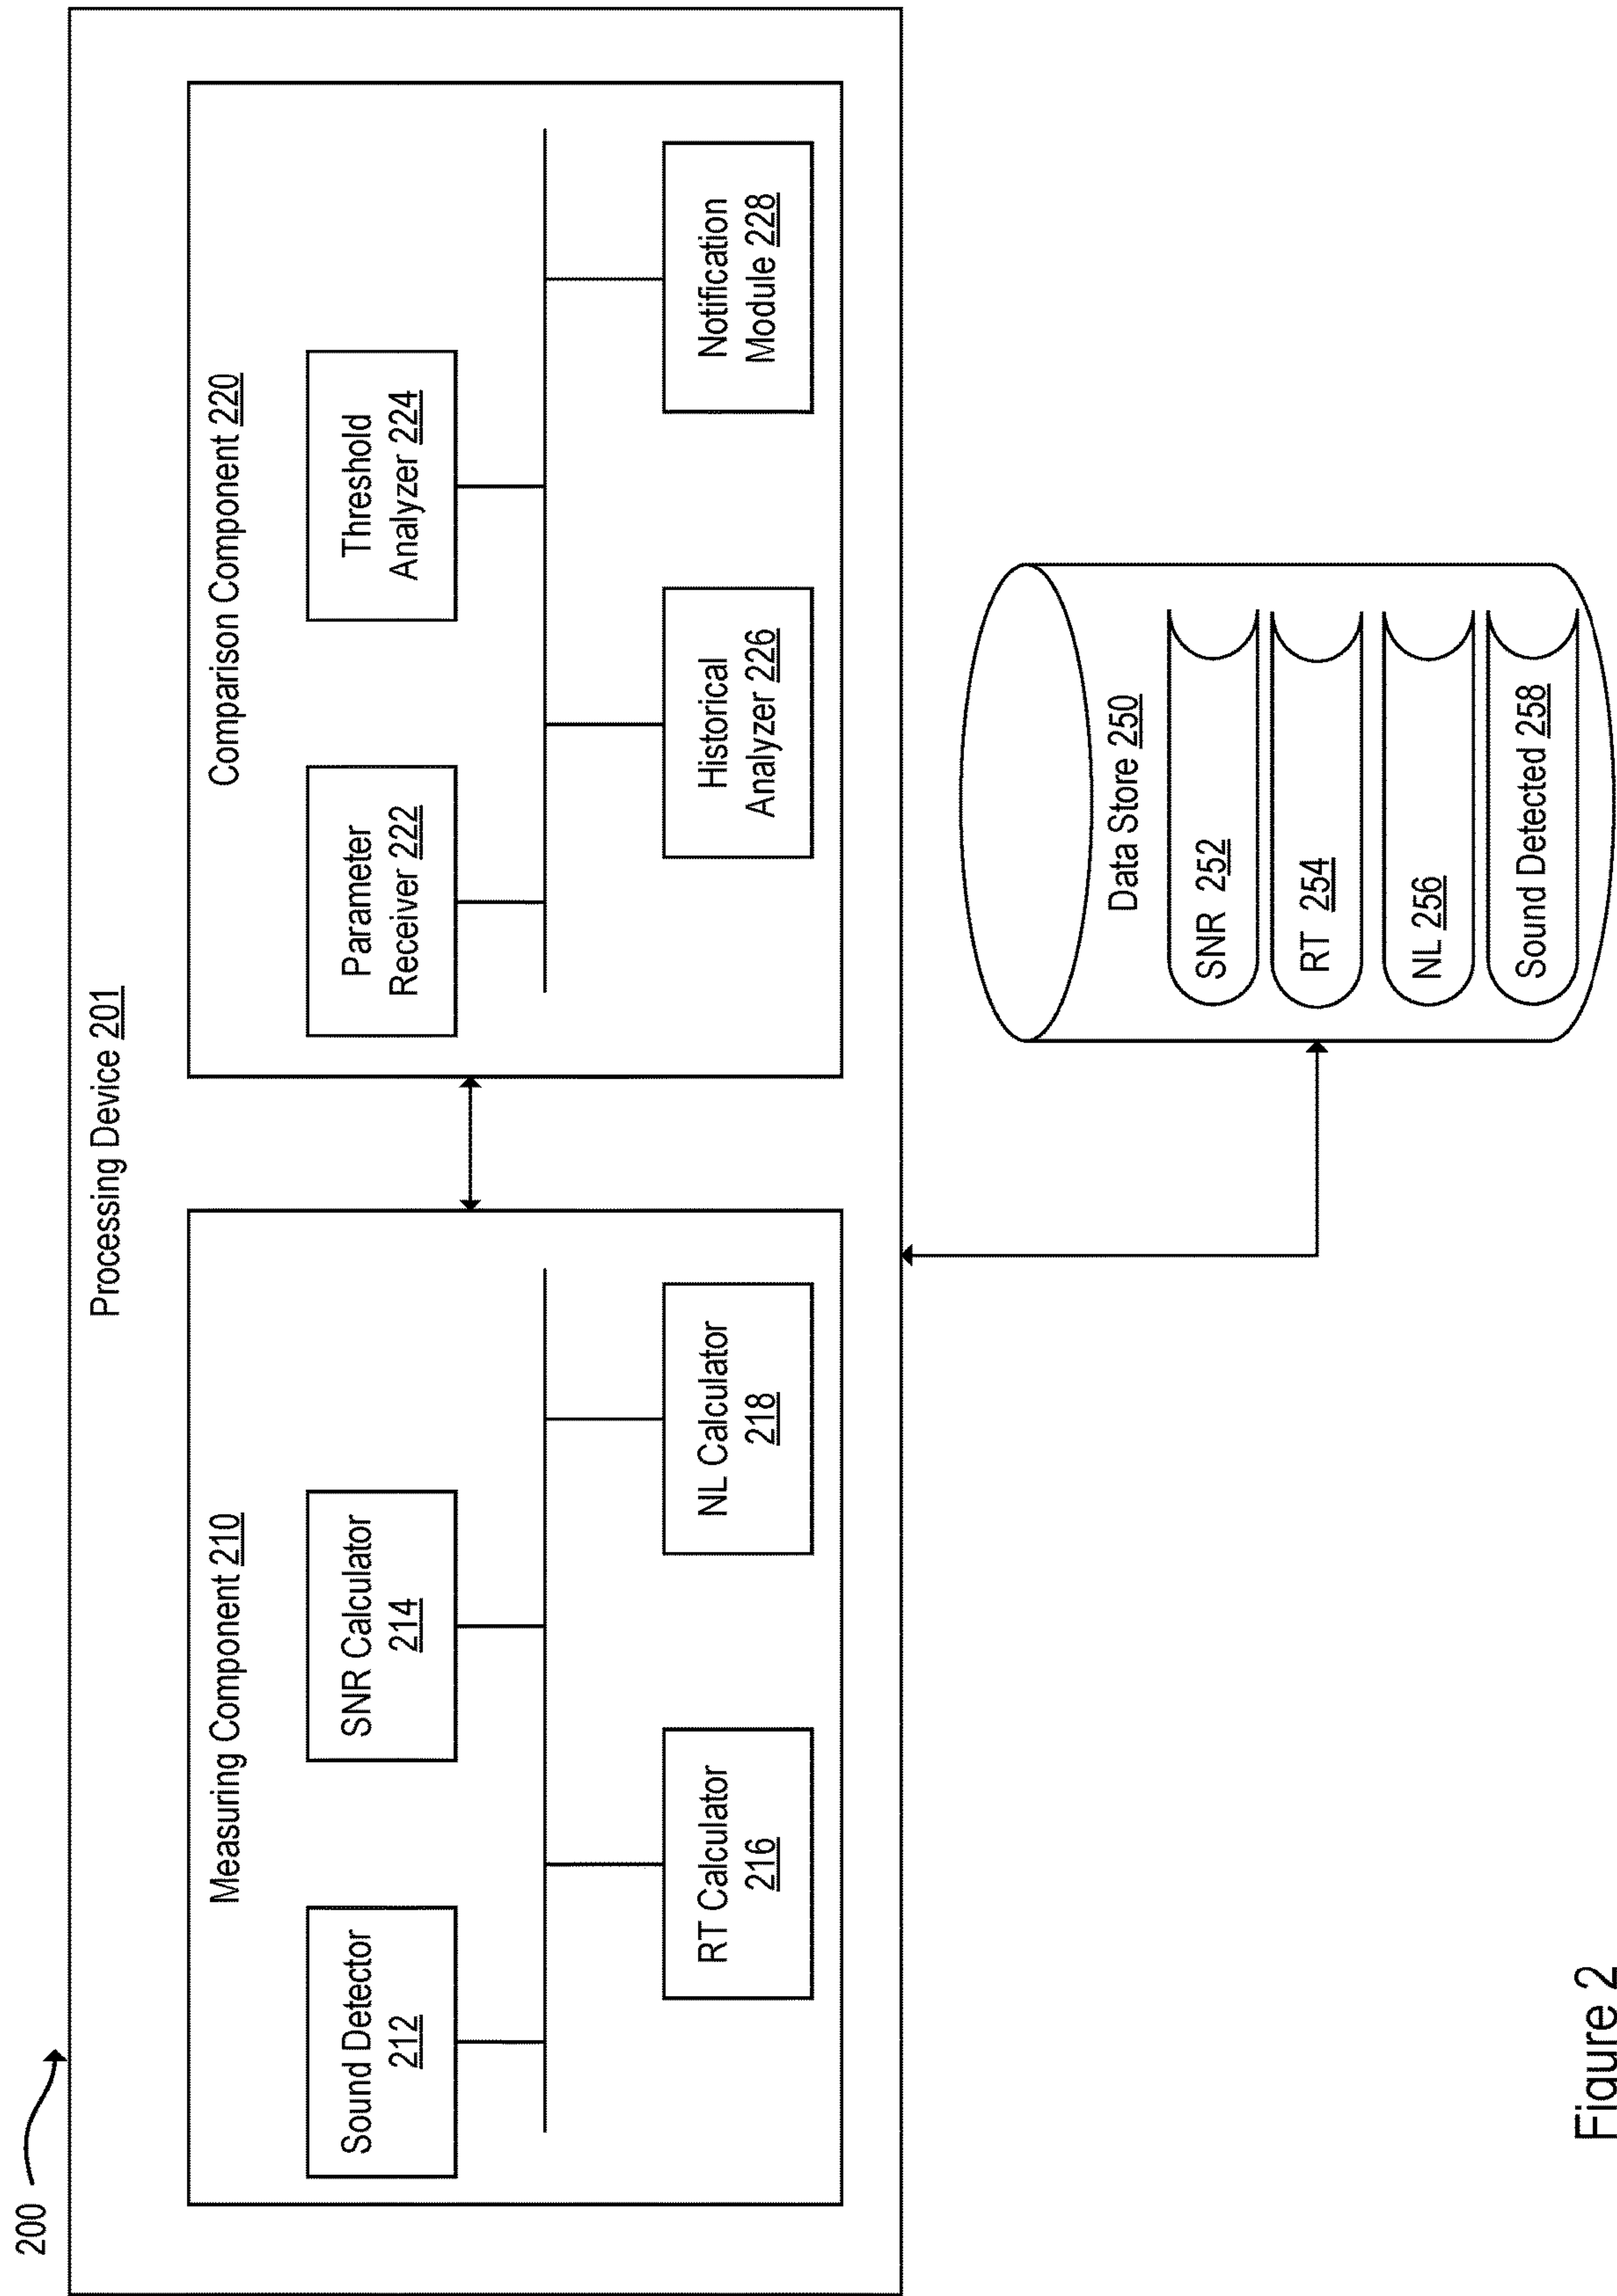 200
Processing Device 201
Measuring Component 210
Sound Detector
212
SNR Calculator
214
RT Calculator
216
NL Calculator
218
Comparison Component 220
Parameter
Receiver 222
Threshold
Analyzer 224
Historical
Analyzer 226
Notification
Module 228
Data Store 250
SNR 252
RT 254
NL 256
Sound Detected 258
Figure 2